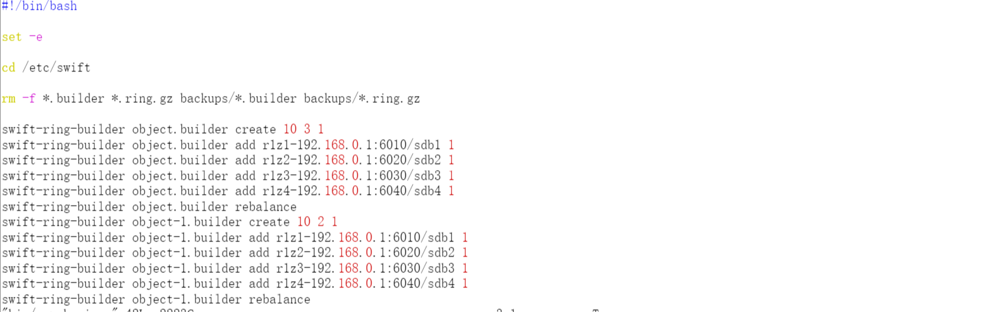 #!/bin/bash
set -e
cd /etc/swift
rm -f *.builder *.ring.gz backups/*.builder backups/*.ring.gz
swift-ring-builder object.builder create 10 3 1
swift-ring-builder object.builder add r1z1-192.168.0.1:6010/sdb1 1
swift-ring-builder object.builder add r1z2-192.168.0.1:6020/sdb2 1
swift-ring-builder object.builder add r1z3-192.168.0.1:6030/sdb3 1
swift-ring-builder object.builder add r1z4-192.168.0.1:6040/sdb4 1
swift-ring-builder object.builder rebalance
swift-ring-builder object-1.builder create 10 2 1
swift-ring-builder object-1.builder add r1z1-192.168.0.1:6010/sdb1 1
swift-ring-builder object-1.builder add r1z2-192.168.0.1:6020/sdb2 1
swift-ring-builder object-1.builder add r1z3-192.168.0.1:6030/sdb3 1
swift-ring-builder object-1.builder add r1z4-192.168.0.1:6040/sdb4 1
swift-ring-builder object-1.builder rebalance